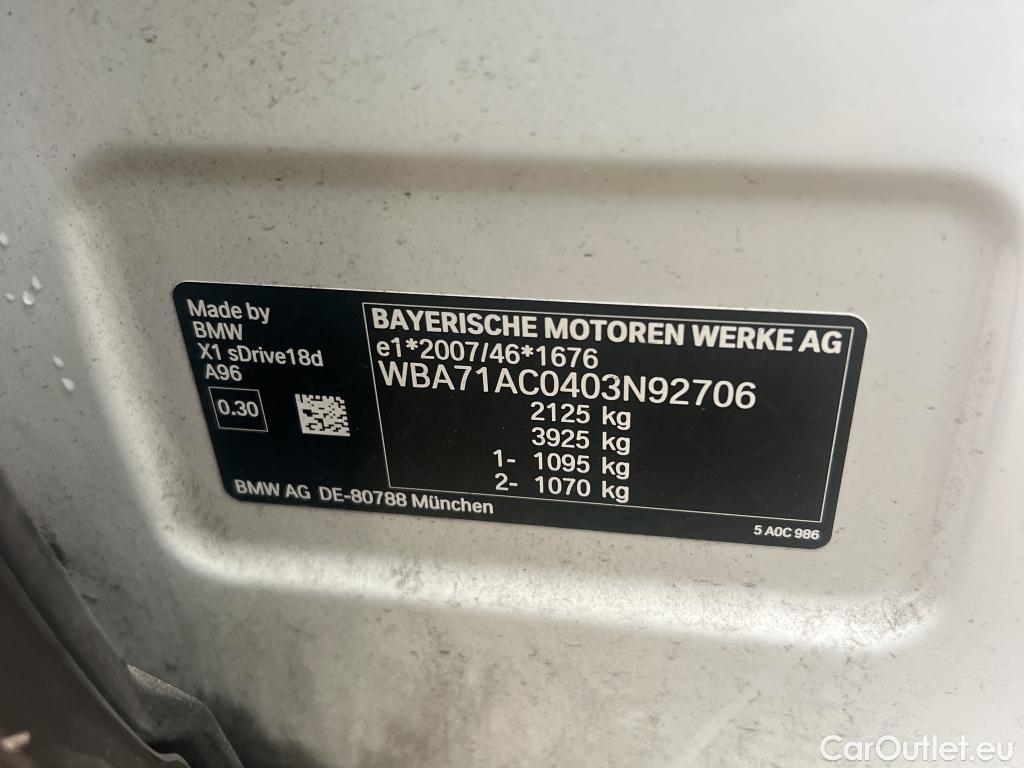 Made by
BMW
X1 sDrive18d
A96
0.30
BAYERISCHE MOTOREN WERKE AG
e1*2007/46*1676
WBA71AC0403N92706
2125 kg
3925 kg
1- 1095 kg
2- 1070 kg
BMW AG DE-80788 München
5 A0C 986
CarOutlet.eu